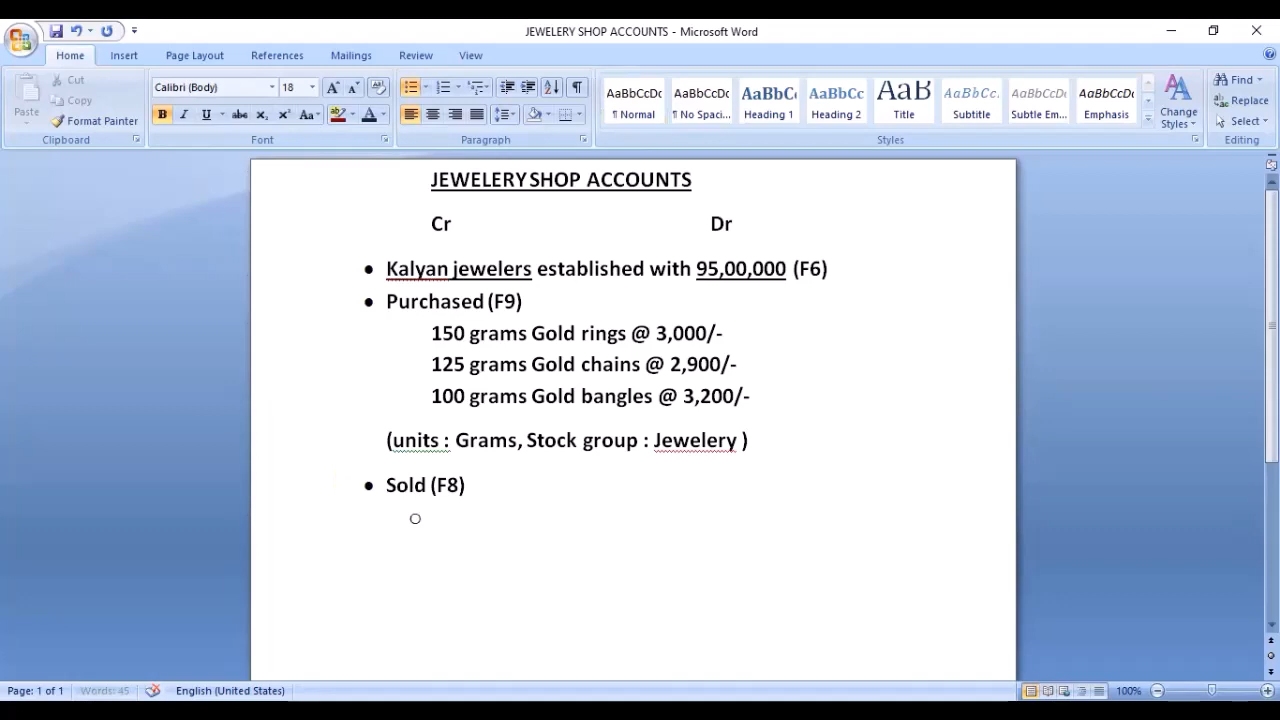 JEWELERY SHOP ACCOUNTS - Microsoft Word
Home Insert Page Layout References Mailings Review View
Paste
Cut
Copy
Format Painter
Clipboard
Calibri (Body) 18
Font
Paragraph
AaBbCcDc AaBbCcDc AaBbC AaBbCc AaB AaBbCc. AaBbCcDc AaBbCcDc
¶ Normal ¶ No Spaci... Heading 1 Heading 2 Title Subtitle Subtle Em... Emphasis
Change Styles
Styles
Find
Replace
Select
Editing
JEWELERY SHOP ACCOUNTS
Cr Dr
• Kalyan jewelers established with 95,00,000 (F6)
• Purchased (F9)
150 grams Gold rings @ 3,000/-
125 grams Gold chains @ 2,900/-
100 grams Gold bangles @ 3,200/-
(units : Grams, Stock group : Jewelery )
• Sold (F8)
○
Page: 1 of 1 Words: 45 English (United States) 100%